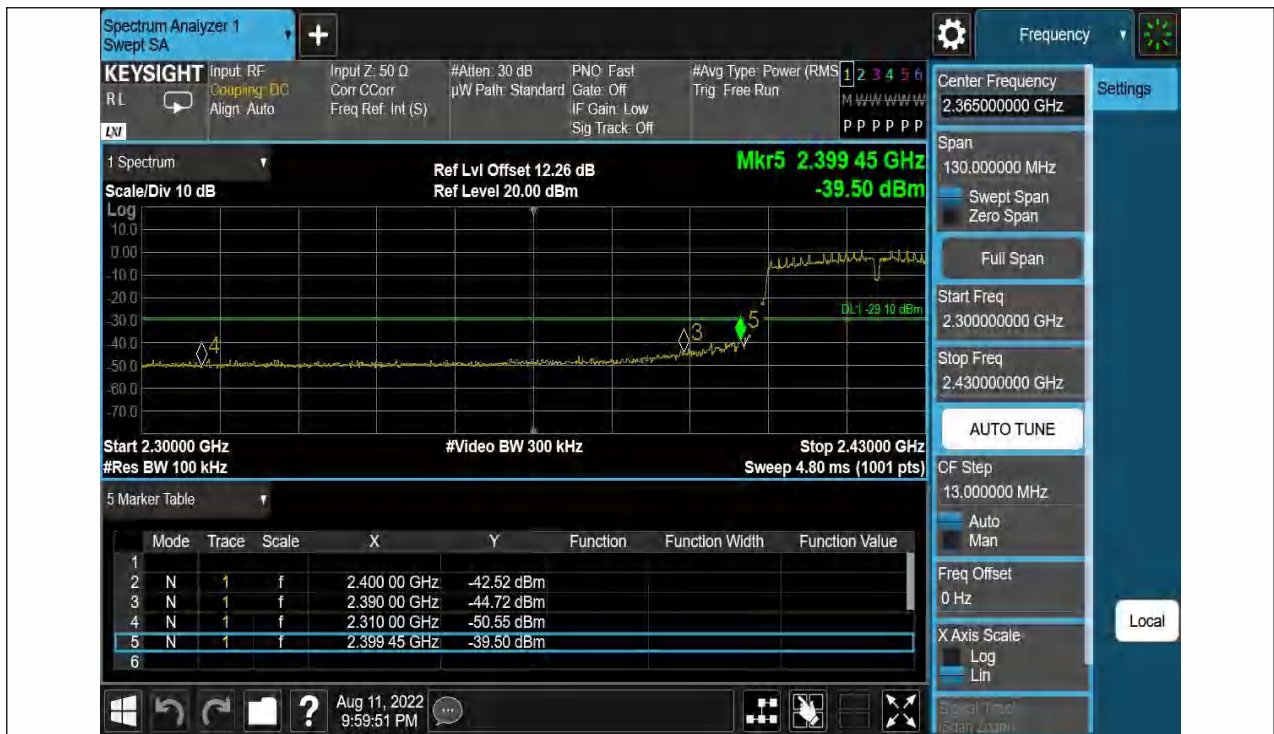 Spectrum Analyzer 1
Swept SA
+
Frequency
KEYSIGHT
RL
LXI
Input: RF
Coupling: DC
Align: Auto
Input Z: 50 Ω
Corr CCorr
Freq Ref: Int (S)
#Atten: 30 dB
µW Path: Standard
PNO: Fast
Gate: Off
IF Gain: Low
Sig Track: Off
#Avg Type: Power (RMS
Trig: Free Run
1 2 3 4 5 6
M W W W W W
P P P P P P
1 Spectrum
Scale/Div 10 dB
Ref Lvl Offset 12.26 dB
Ref Level 20.00 dBm
Mkr5 2.399 45 GHz
-39.50 dBm
Log
10.0
0.00
-10.0
-20.0
-30.0
-40.0
-50.0
-60.0
-70.0
DL1 -29.10 dBm
4
3
5
Start 2.30000 GHz
#Res BW 100 kHz
#Video BW 300 kHz
Stop 2.43000 GHz
Sweep 4.80 ms (1001 pts)
5 Marker Table
Mode Trace Scale X Y Function Function Width Function Value
1
2 N 1 f 2.400 00 GHz -42.52 dBm
3 N 1 f 2.390 00 GHz -44.72 dBm
4 N 1 f 2.310 00 GHz -50.55 dBm
5 N 1 f 2.399 45 GHz -39.50 dBm
6
Aug 11, 2022
9:59:51 PM
Center Frequency
2.365000000 GHz
Settings
Span
130.000000 MHz
Swept Span
Zero Span
Full Span
Start Freq
2.300000000 GHz
Stop Freq
2.430000000 GHz
AUTO TUNE
CF Step
13.000000 MHz
Auto
Man
Freq Offset
0 Hz
X Axis Scale
Log
Lin
Local